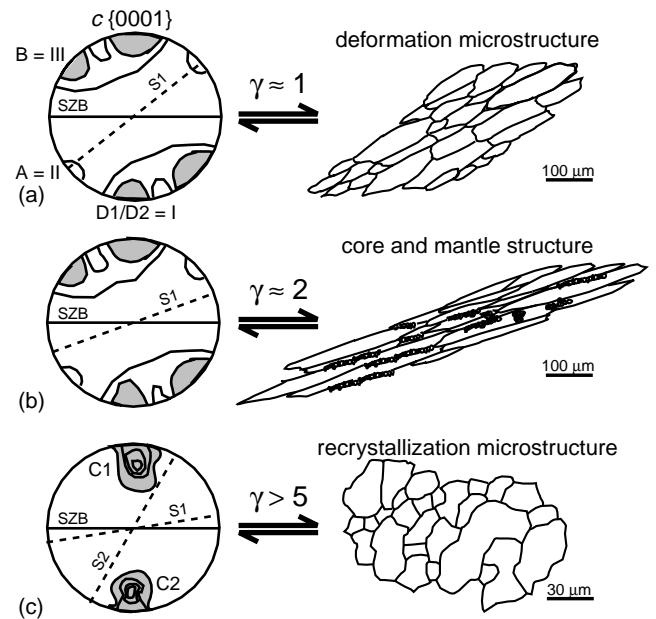 c {0001}
B = III
S1
SZB
A = II
D1/D2 = I
(a)
γ ≈ 1
deformation microstructure
100 μm
S1
SZB
(b)
γ ≈ 2
core and mantle structure
100 μm
C1
SZB
S1
S2
C2
(c)
γ > 5
recrystallization microstructure
30 μm